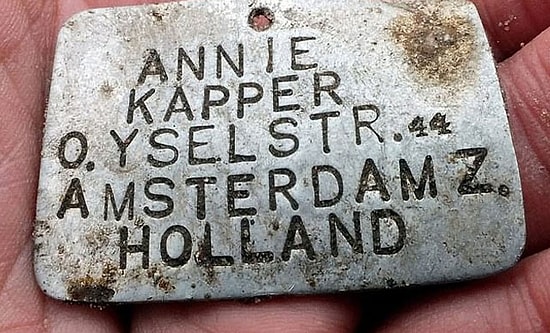 ANNIE
KAPPER
O. YSELSTR. 44
AMSTERDAM Z.
HOLLAND